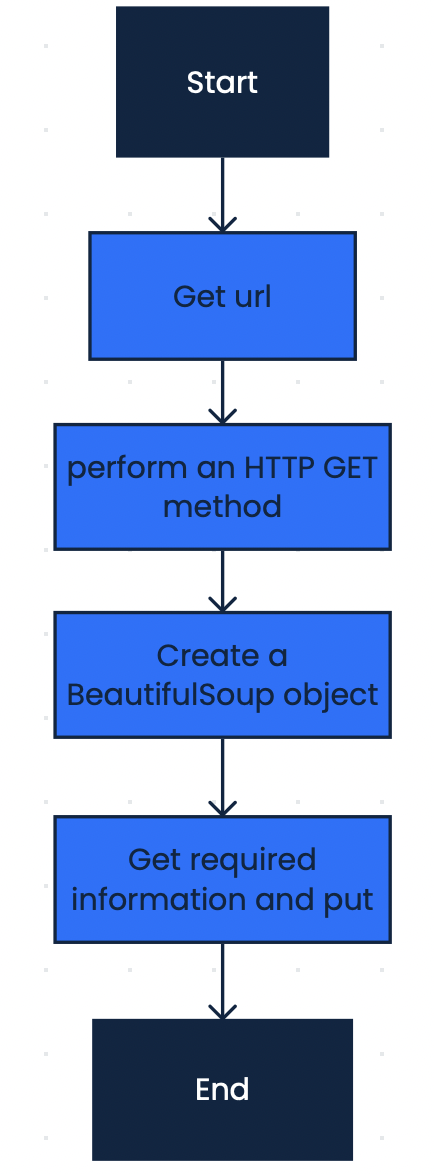 Start
Get url
perform an HTTP GET
method
Create a
BeautifulSoup object
Get required
information and put
End